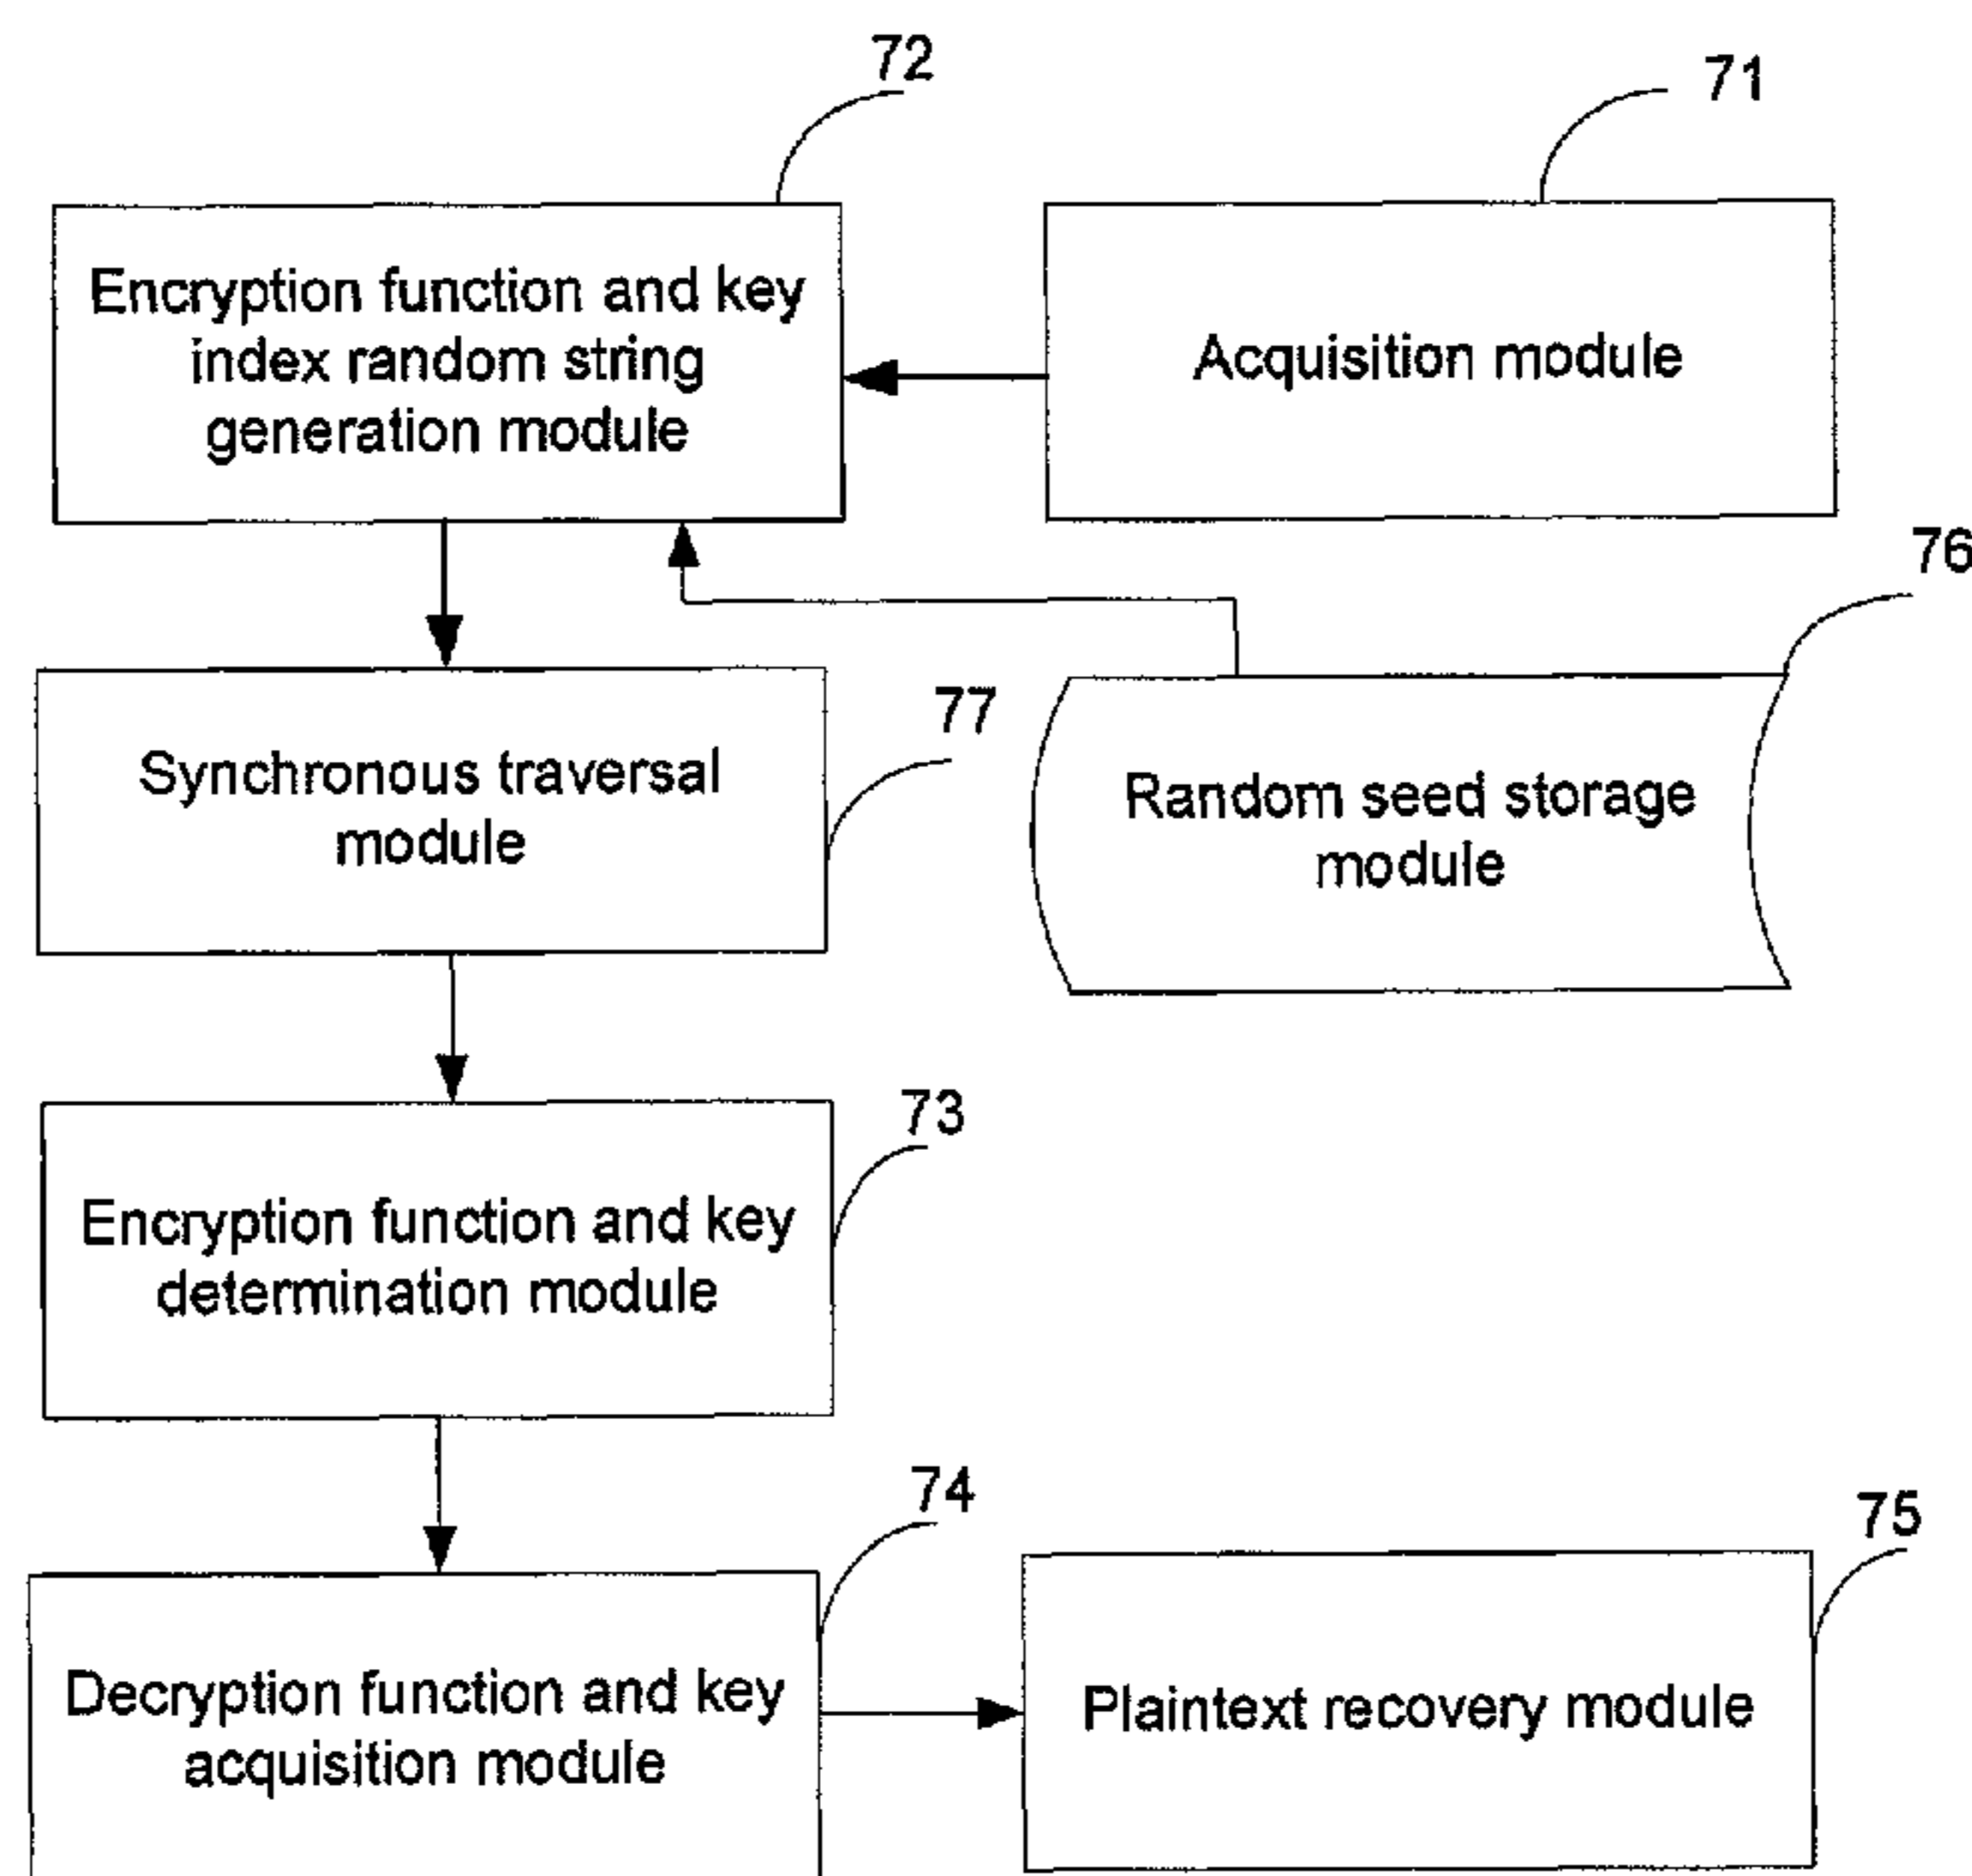 72
71
Encryption function and key
index random string
generation module
Acquisition module
76
77
Synchronous traversal
module
Random seed storage
module
73
Encryption function and key
determination module
74
75
Decryption function and key
acquisition module
Plaintext recovery module